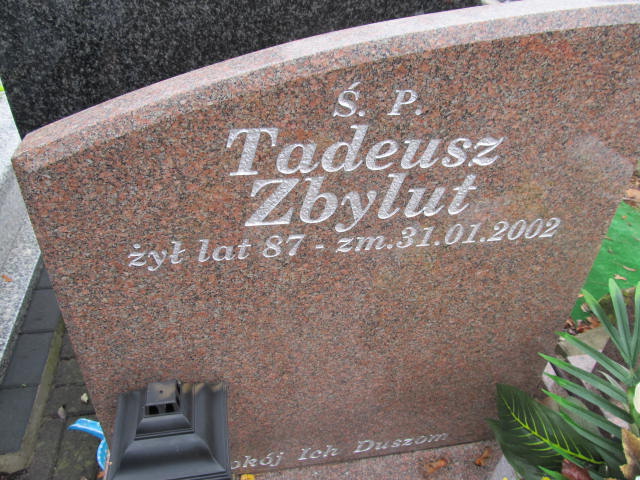 Ś. P.
Tadeusz
Zbylut
żył lat 87 - zm.31.01.2002
Ich Duszom